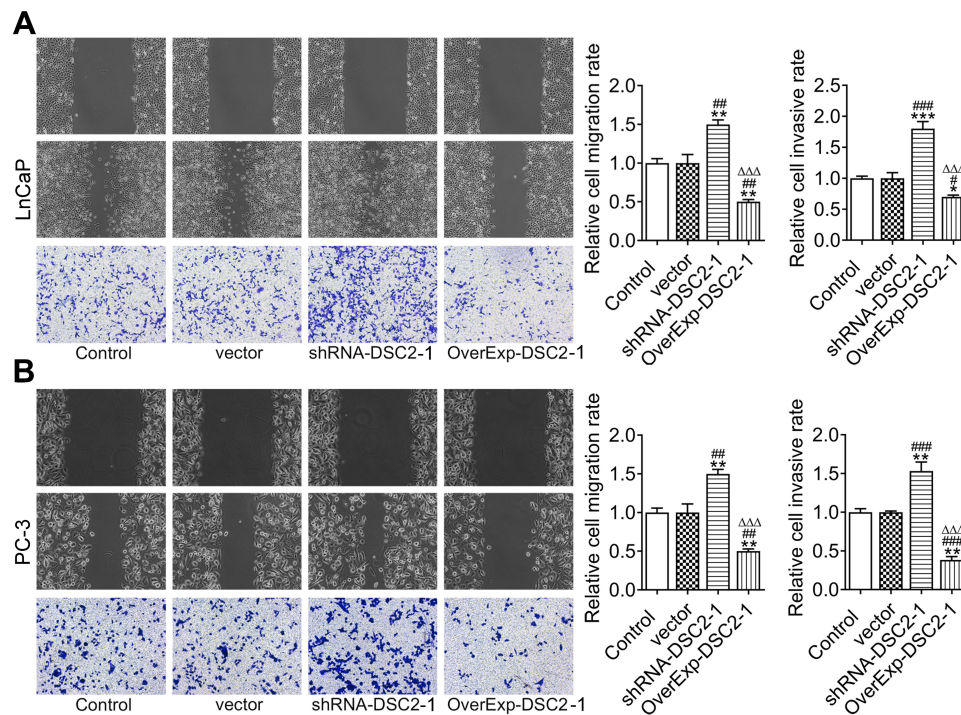 A
LnCaP
Control
vector
shRNA-DSC2-1
OverExp-DSC2-1
Relative cell migration rate
2.0
1.5
1.0
0.5
0.0
##
**
ΔΔΔ
##
**
Control
vector
shRNA-DSC2-1
OverExp-DSC2-1
Relative cell invasive rate
2.5
2.0
1.5
1.0
0.5
0.0
###
***
ΔΔΔ
#
*
Control
vector
shRNA-DSC2-1
OverExp-DSC2-1
B
PC-3
Control
vector
shRNA-DSC2-1
OverExp-DSC2-1
Relative cell migration rate
2.0
1.5
1.0
0.5
0.0
##
**
ΔΔΔ
##
**
Control
vector
shRNA-DSC2-1
OverExp-DSC2-1
Relative cell invasive rate
2.0
1.5
1.0
0.5
0.0
###
**
ΔΔΔ
###
**
Control
vector
shRNA-DSC2-1
OverExp-DSC2-1